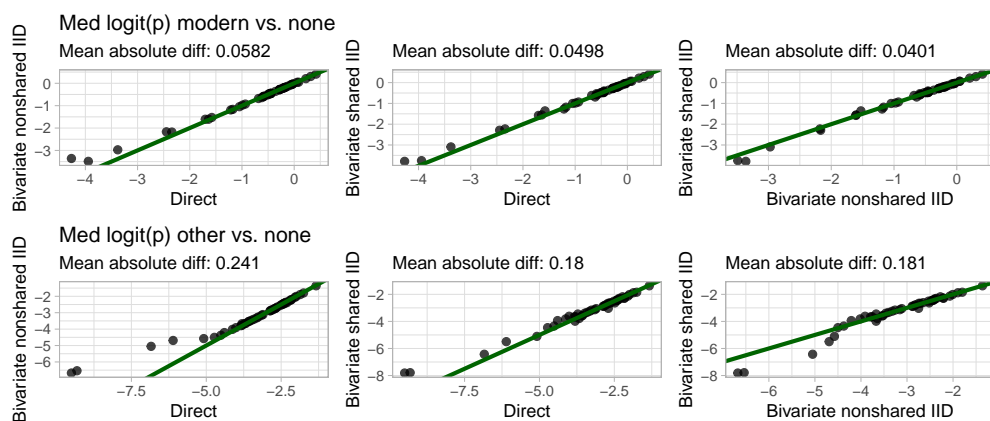 Med logit(p) modern vs. none
Mean absolute diff: 0.0582
Bivariate nonshared IID
0
−1
−2
−3
−4 −3 −2 −1 0
Direct
Mean absolute diff: 0.0498
Bivariate shared IID
0
−1
−2
−3
−4 −3 −2 −1 0
Direct
Mean absolute diff: 0.0401
Bivariate shared IID
0
−1
−2
−3
−3 −2 −1 0
Bivariate nonshared IID
Med logit(p) other vs. none
Mean absolute diff: 0.241
Bivariate nonshared IID
−2
−3
−4
−5
−6
−7.5 −5.0 −2.5
Direct
Mean absolute diff: 0.18
Bivariate shared IID
−2
−4
−6
−8
−7.5 −5.0 −2.5
Direct
Mean absolute diff: 0.181
Bivariate shared IID
−2
−4
−6
−8
−6 −5 −4 −3 −2
Bivariate nonshared IID